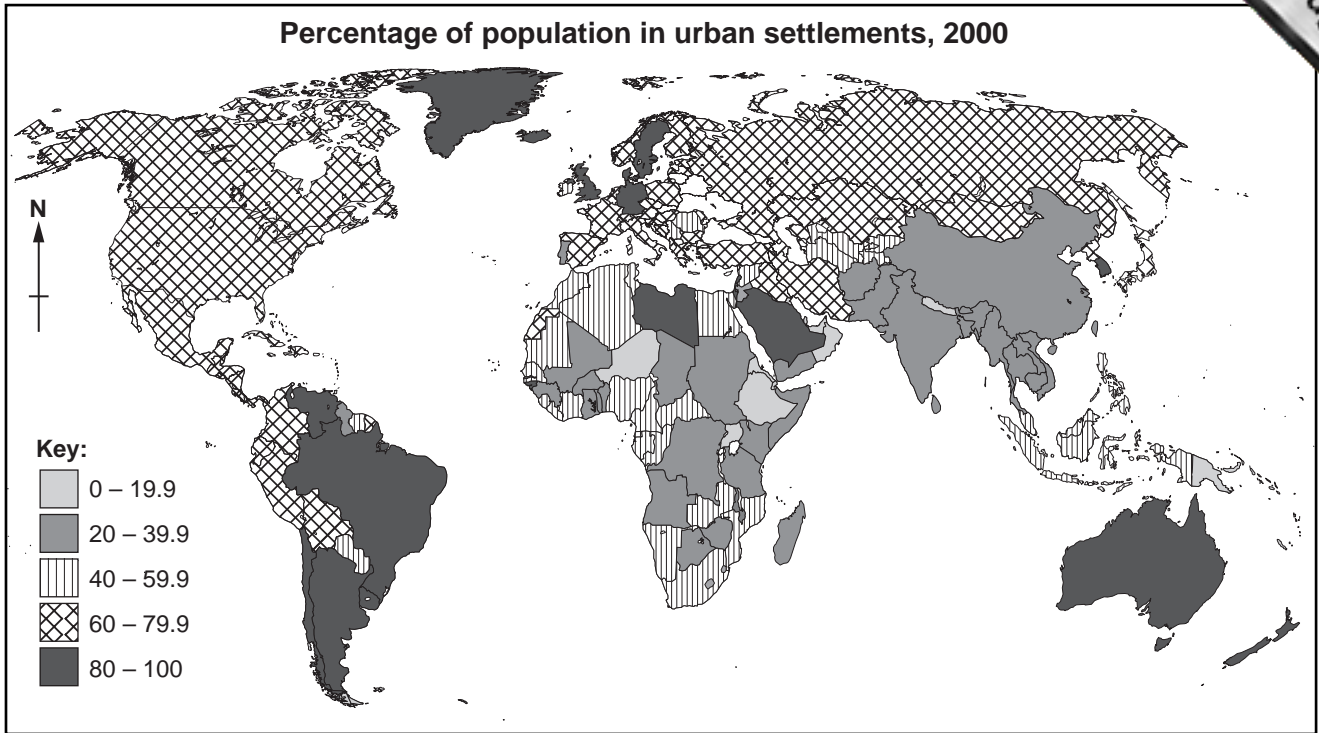 Percentage of population in urban settlements, 2000
N
Key:
0 – 19.9
20 – 39.9
40 – 59.9
60 – 79.9
80 – 100